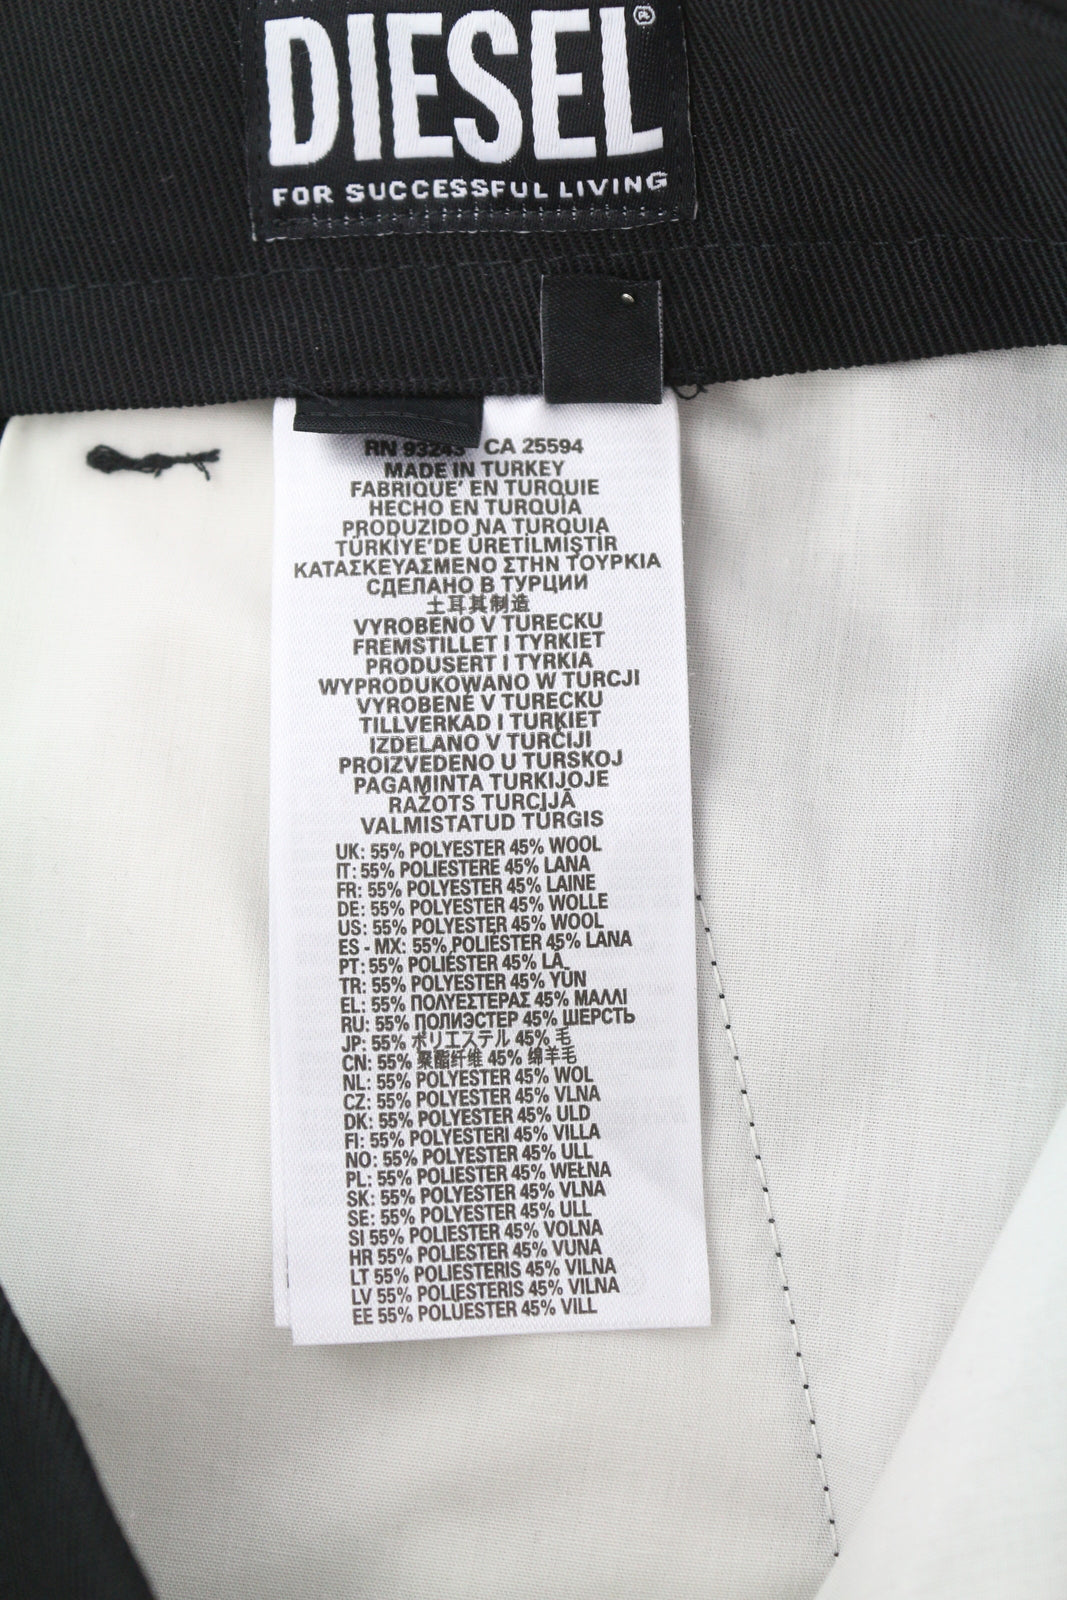 DIESEL
FOR SUCCESSFUL LIVING
RN 93243 CA 25594
MADE IN TURKEY
FABRIQUE' EN TURQUIE
HECHO EN TURQUÍA
PRODUZIDO NA TURQUIA
TÜRKİYE'DE ÜRETİLMİŞTİR
ΚΑΤΑΣΚΕΥΑΣΜΕΝΟ ΣΤΗΝ ΤΟΥΡΚΙΑ
СДЕЛАНО В ТУРЦИИ
土耳其制造
VYROBENO V TURECKU
FREMSTILLET I TYRKIET
PRODUSERT I TYRKIA
WYPRODUKOWANO W TURCJI
VYROBENÉ V TURECKU
TILLVERKAD I TURKIET
IZDELANO V TURČIJI
PROIZVEDENO U TURSKOJ
PAGAMINTA TURKIJOJE
RAŽOTS TURCIJĀ
VALMISTATUD TÜRGIS
UK: 55% POLYESTER 45% WOOL
IT: 55% POLIESTERE 45% LANA
FR: 55% POLYESTER 45% LAINE
DE: 55% POLYESTER 45% WOLLE
US: 55% POLYESTER 45% WOOL
ES - MX: 55% POLIÉSTER 45% LANA
PT: 55% POLIÉSTER 45% LÃ
TR: 55% POLYESTER 45% YÜN
EL: 55% ΠΟΛΥΕΣΤΕΡΑΣ 45% ΜΑΛΛΙ
RU: 55% ПОЛИЭСТЕР 45% ШЕРСТЬ
JP: 55% ポリエステル 45% 毛
CN: 55% 聚酯纤维 45% 绵羊毛
NL: 55% POLYESTER 45% WOL
CZ: 55% POLYESTER 45% VLNA
DK: 55% POLYESTER 45% ULD
FI: 55% POLYESTERI 45% VILLA
NO: 55% POLYESTER 45% ULL
PL: 55% POLYESTER 45% WEŁNA
SK: 55% POLYESTER 45% VLNA
SE: 55% POLYESTER 45% ULL
SI 55% POLYESTER 45% VOLNA
HR 55% POLYESTER 45% VUNA
LT 55% POLIESTERIS 45% VILNA
LV 55% POLIESTERIS 45% VILNA
EE 55% POLÜESTER 45% VILL